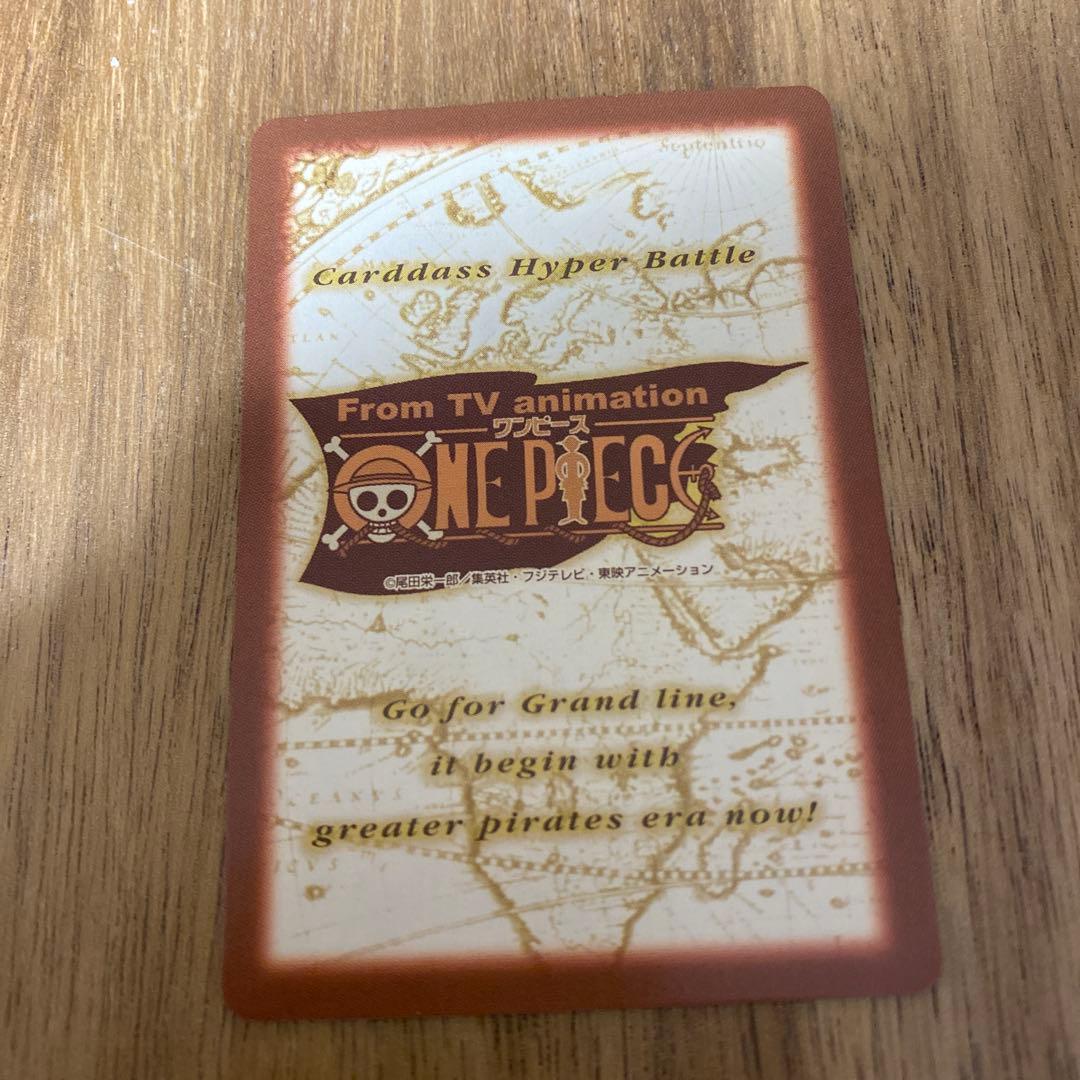 Septentrio
Carddass Hyper Battle
From TV animation
ワンピース
ONE PIECE
©尾田栄一郎／集英社・フジテレビ・東映アニメーション
Go for Grand line,
it begin with
greater pirates era now!